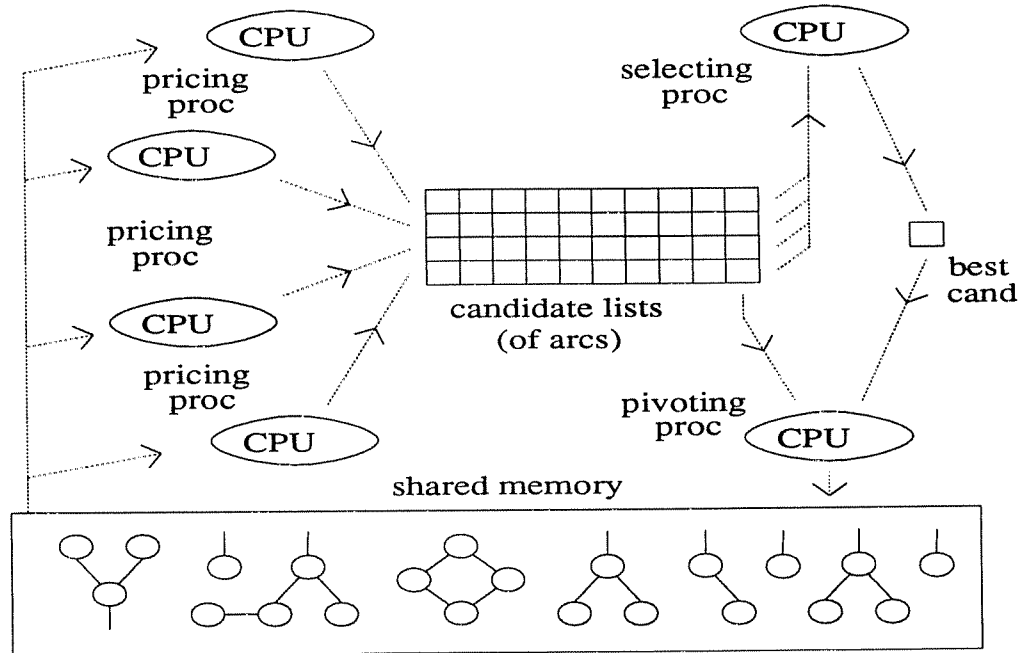 CPU
CPU
pricing
proc
selecting
proc
CPU
pricing
proc
best
cand
candidate lists
(of arcs)
CPU
pricing
proc
pivoting
proc
CPU
CPU
shared memory